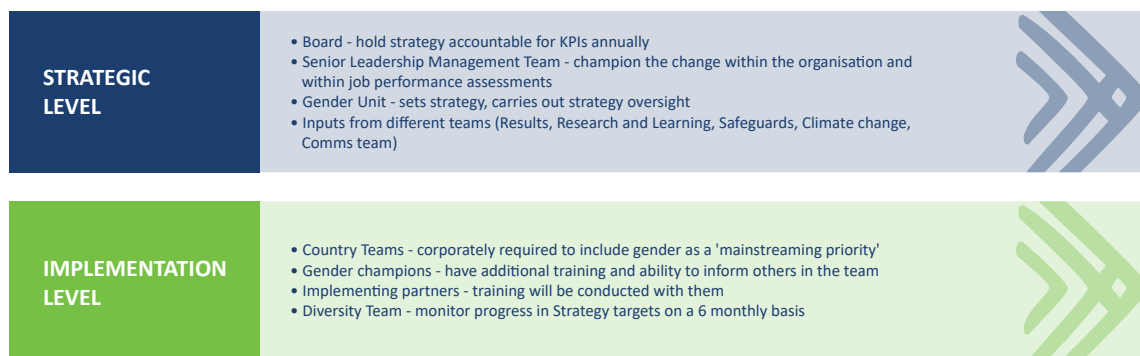 STRATEGIC
LEVEL
• Board - hold strategy accountable for KPIs annually
• Senior Leadership Management Team - champion the change within the organisation and
within job performance assessments
• Gender Unit - sets strategy, carries out strategy oversight
• Inputs from different teams (Results, Research and Learning, Safeguards, Climate change,
Comms team)
IMPLEMENTATION
LEVEL
• Country Teams - corporately required to include gender as a 'mainstreaming priority'
• Gender champions - have additional training and ability to inform others in the team
• Implementing partners - training will be conducted with them
• Diversity Team - monitor progress in Strategy targets on a 6 monthly basis